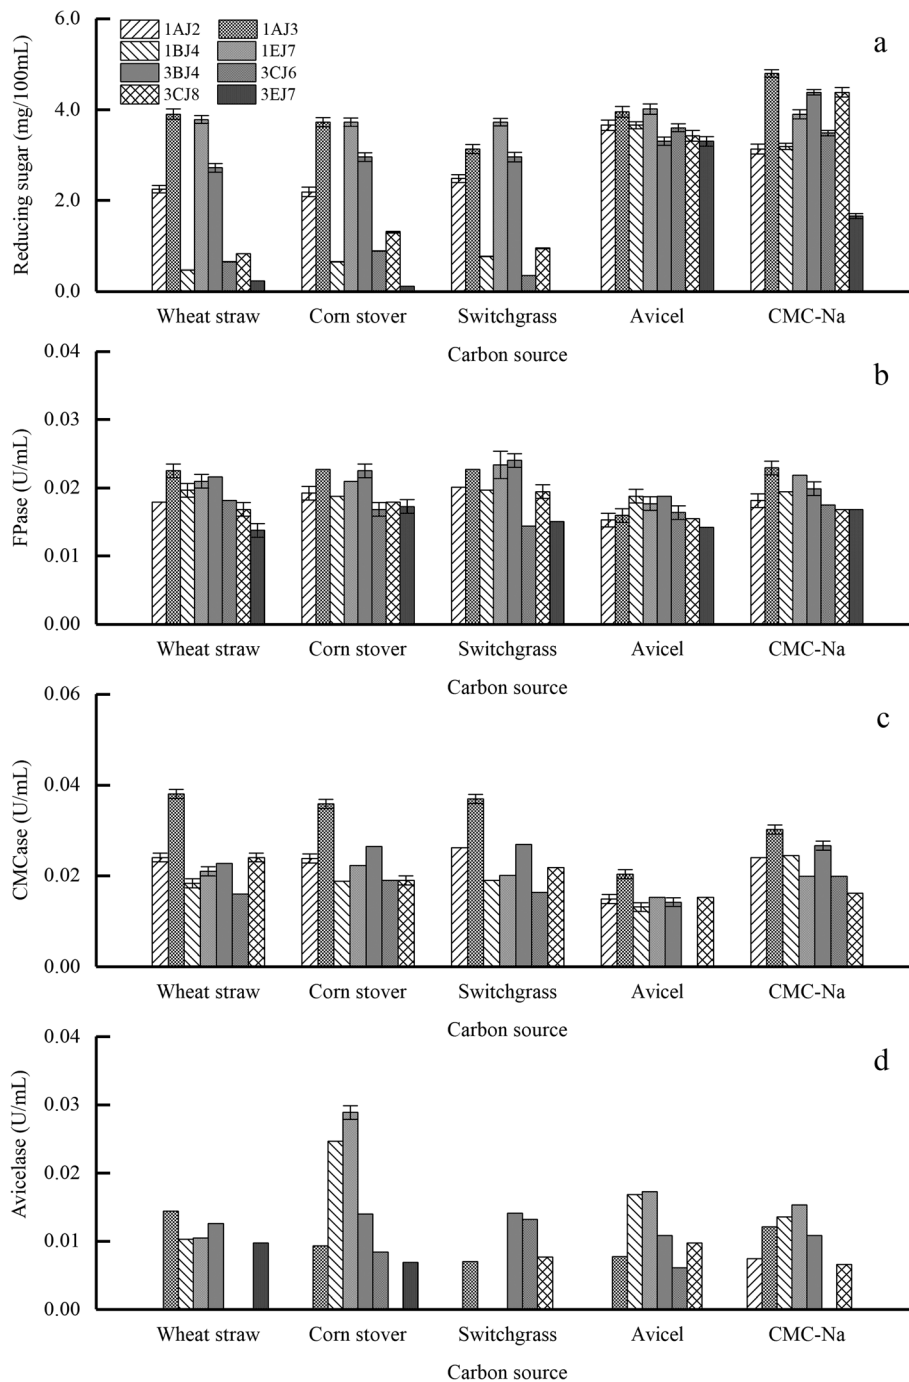 6.0
4.0
2.0
0.0
Reducing sugar (mg/100mL)
1AJ2 1AJ3
1BJ4 1EJ7
3BJ4 3CJ6
3CJ8 3EJ7
a
Wheat straw Corn stover Switchgrass Avicel CMC-Na
Carbon source
0.04
0.03
0.02
0.01
0.00
FPase (U/mL)
b
Wheat straw Corn stover Switchgrass Avicel CMC-Na
Carbon source
0.06
0.04
0.02
0.00
CMCase (U/mL)
c
Wheat straw Corn stover Switchgrass Avicel CMC-Na
Carbon source
0.04
0.03
0.02
0.01
0.00
Avicelase (U/mL)
d
Wheat straw Corn stover Switchgrass Avicel CMC-Na
Carbon source